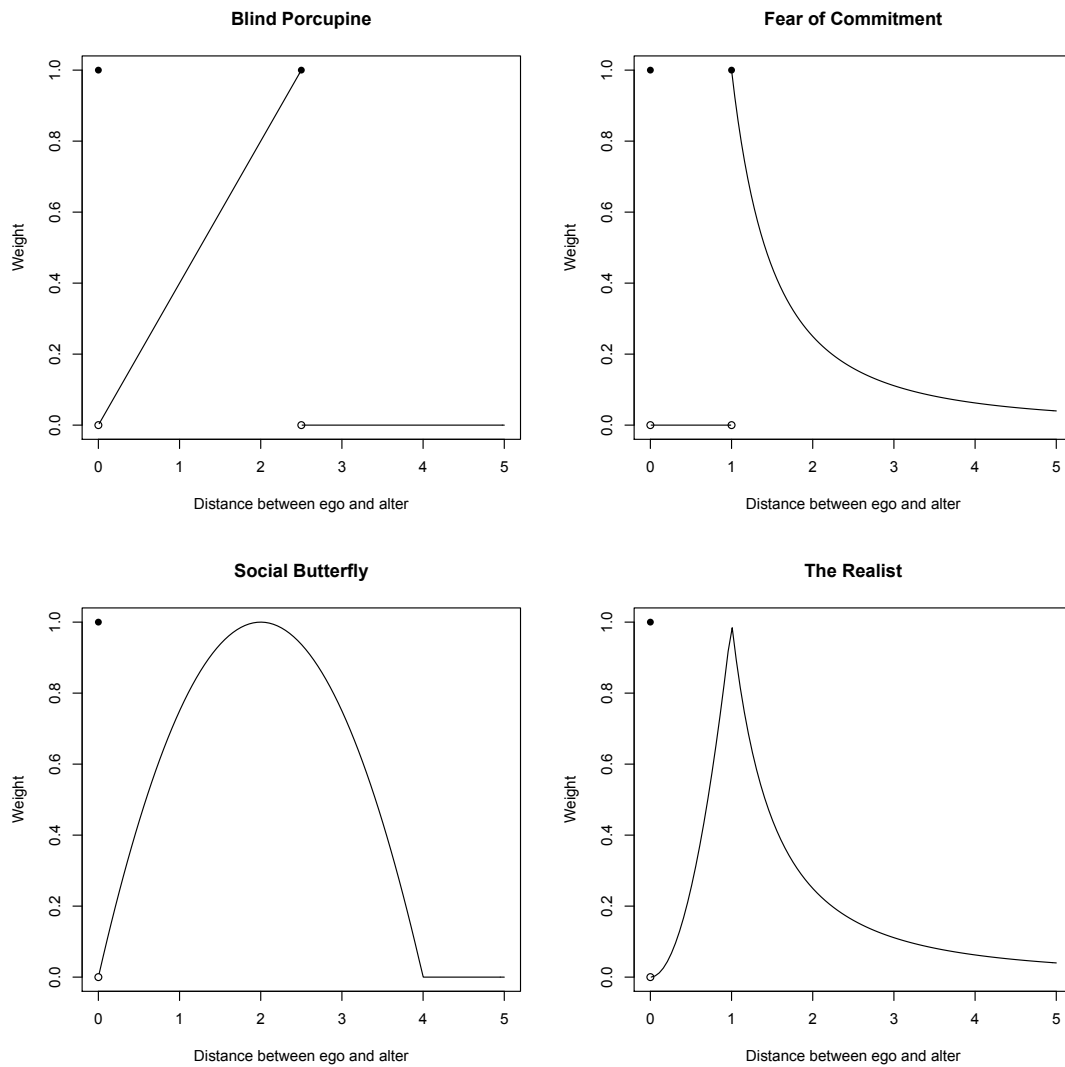 Blind Porcupine
1.0
0.8
0.6
0.4
0.2
0.0
Weight
0 1 2 3 4 5
Distance between ego and alter
Fear of Commitment
1.0
0.8
0.6
0.4
0.2
0.0
Weight
0 1 2 3 4 5
Distance between ego and alter
Social Butterfly
1.0
0.8
0.6
0.4
0.2
0.0
Weight
0 1 2 3 4 5
Distance between ego and alter
The Realist
1.0
0.8
0.6
0.4
0.2
0.0
Weight
0 1 2 3 4 5
Distance between ego and alter